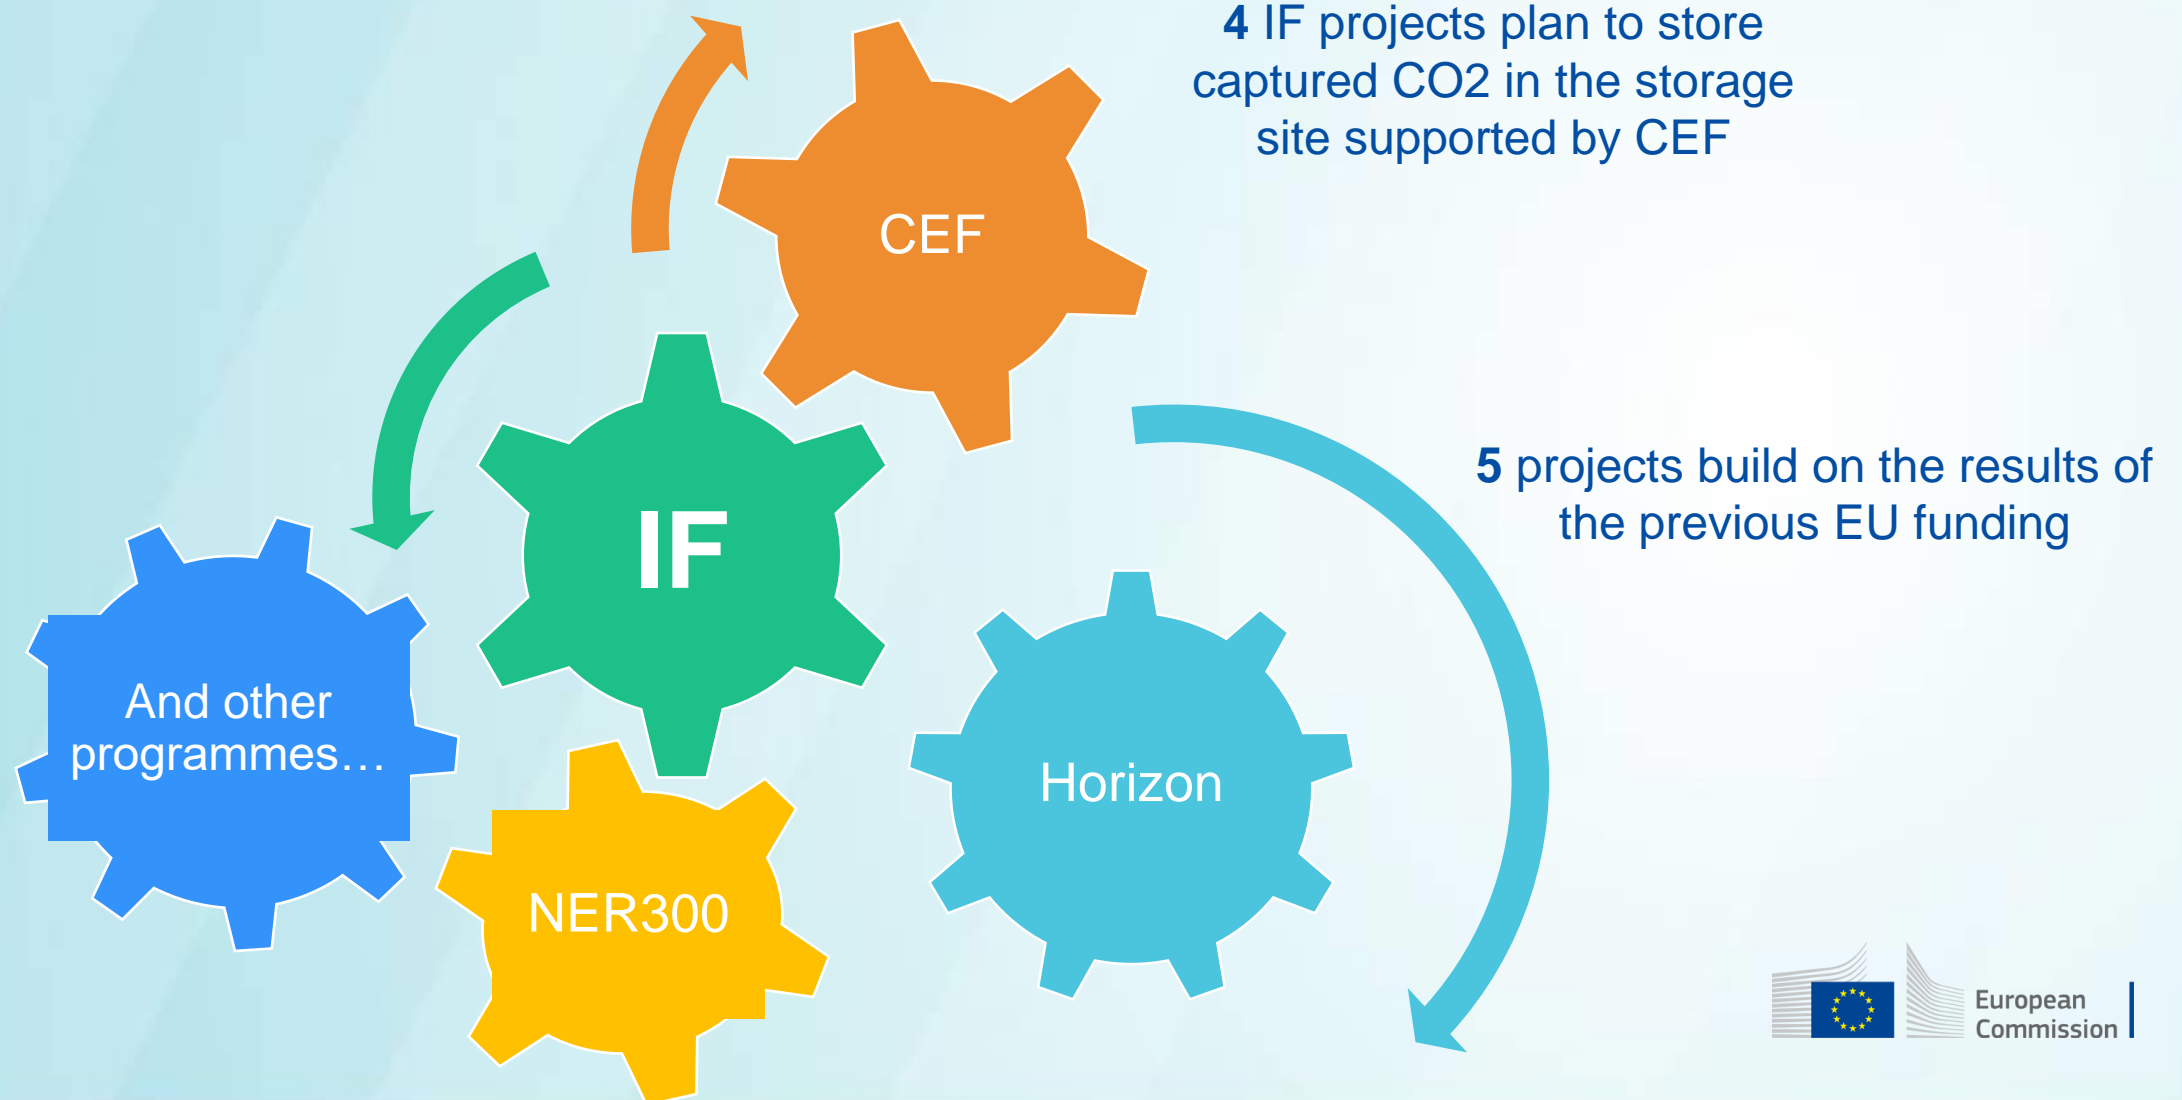 4 IF projects plan to store
captured CO2 in the storage
site supported by CEF
CEF
5 projects build on the results of
the previous EU funding
IF
And other
programmes…
Horizon
NER300
European
Commission